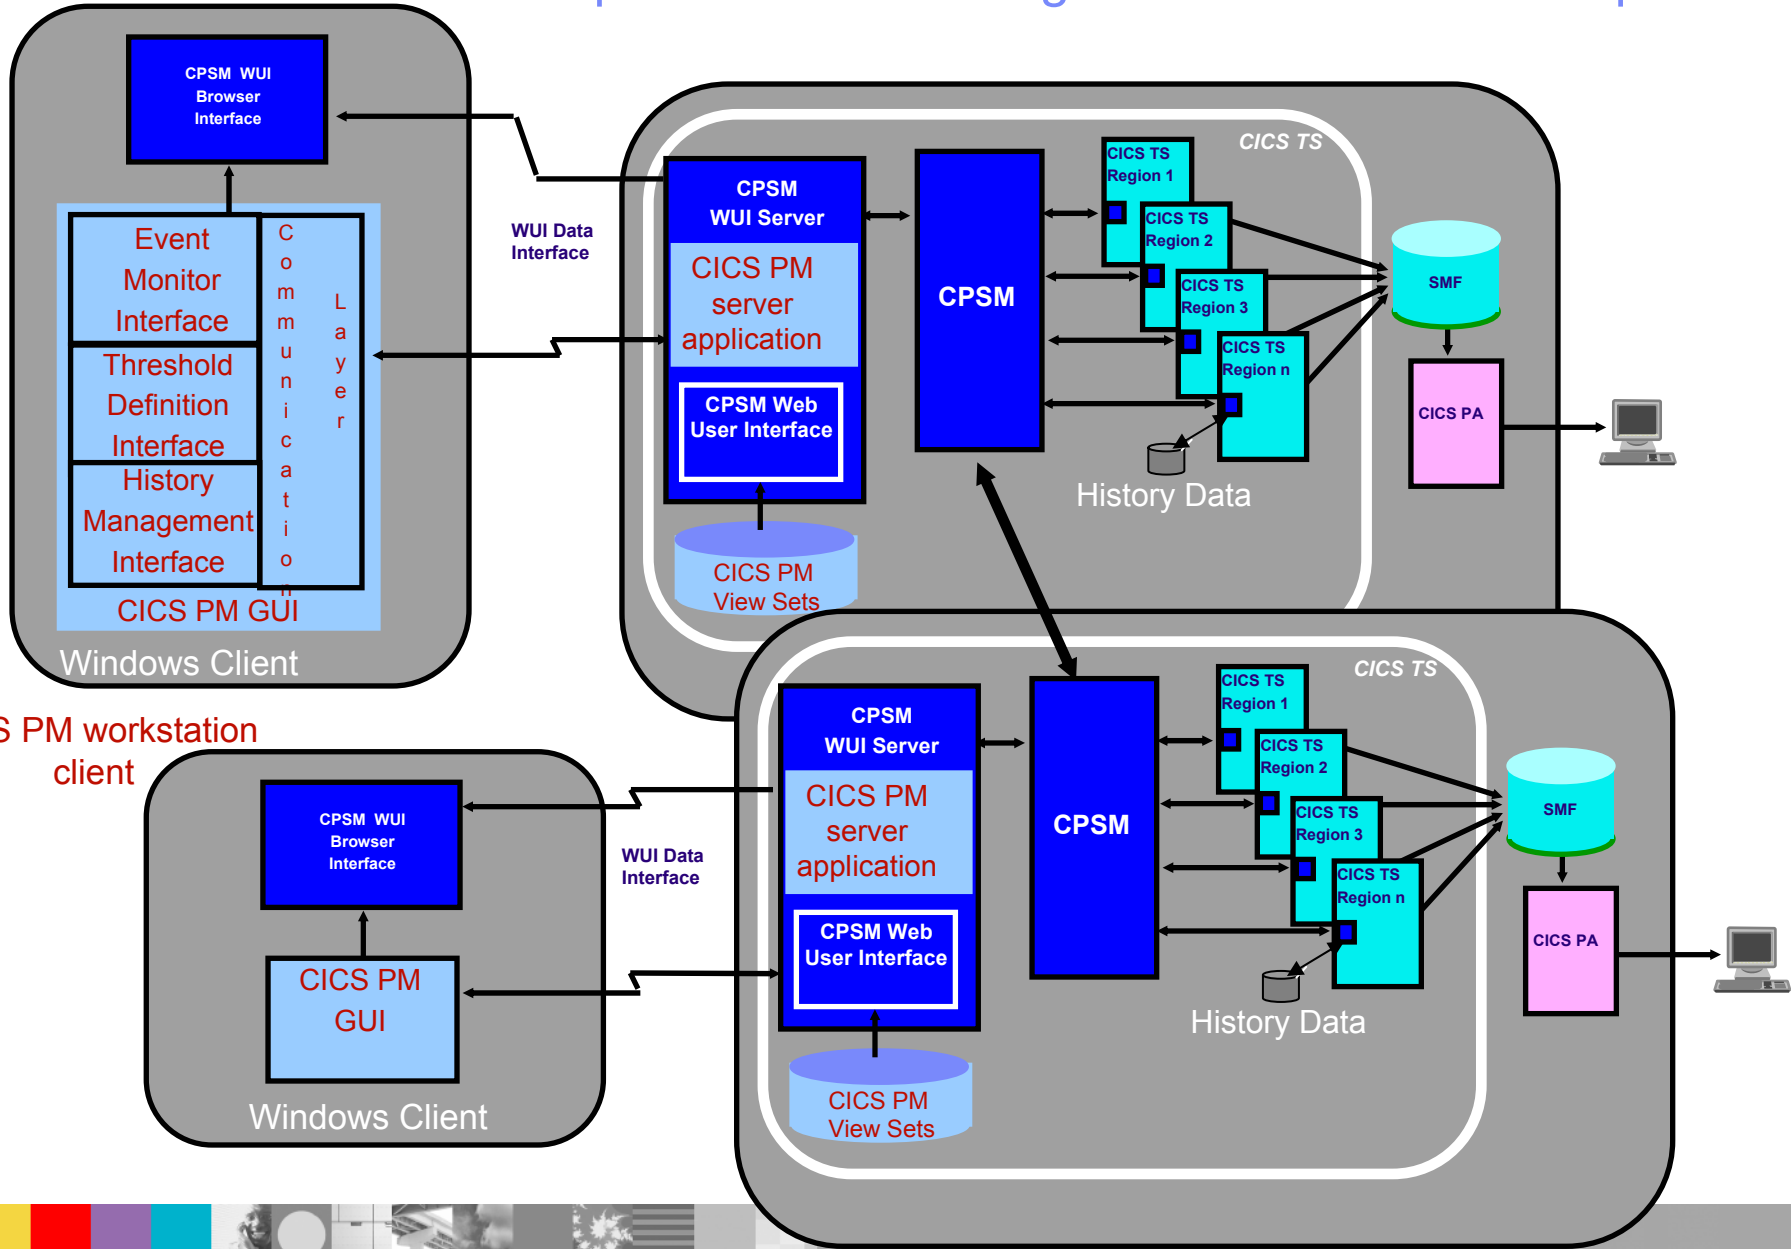 CPSM WUI
Browser
Interface
Event
Monitor
Interface
Threshold
Definition
Interface
History
Management
Interface
Communication
Layer
CICS PM GUI
Windows Client
WUI Data
Interface
CPSM
WUI Server
CICS PM
server
application
CPSM Web
User Interface
CICS PM
View Sets
CPSM
CICS TS
CICS TS
Region 1
CICS TS
Region 2
CICS TS
Region 3
CICS TS
Region n
History Data
SMF
CICS PA
S PM workstation
client
CPSM WUI
Browser
Interface
CICS PM
GUI
Windows Client
WUI Data
Interface
CPSM
WUI Server
CICS PM
server
application
CPSM Web
User Interface
CICS PM
View Sets
CPSM
CICS TS
CICS TS
Region 1
CICS TS
Region 2
CICS TS
Region 3
CICS TS
Region n
History Data
SMF
CICS PA